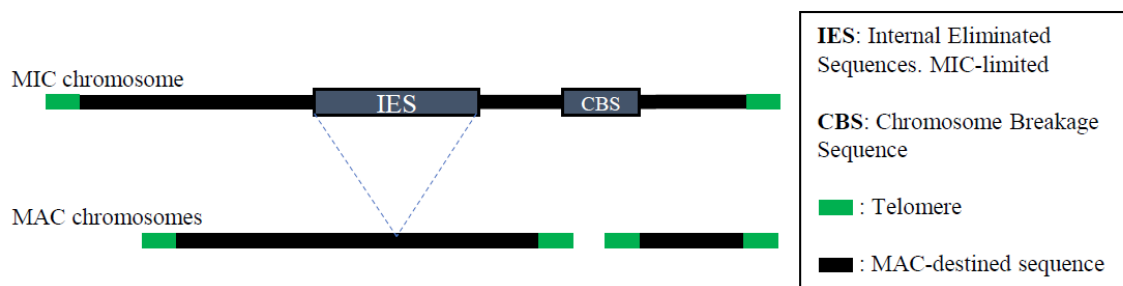 MIC chromosome
IES
CBS
MAC chromosomes
IES: Internal Eliminated
Sequences. MIC-limited
CBS: Chromosome Breakage
Sequence
: Telomere
: MAC-destined sequence